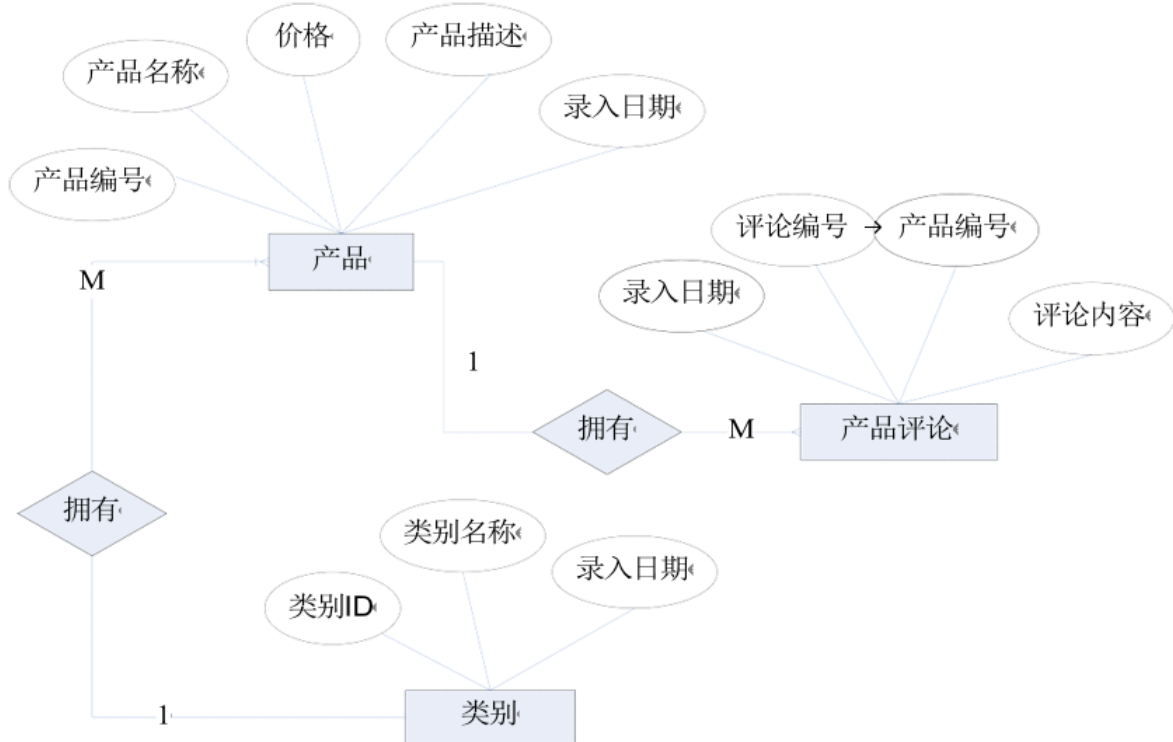 价格
产品描述
产品名称
录入日期
产品编号
评论编号 → 产品编号
产品
M
录入日期
评论内容
1
拥有
M
产品评论
拥有
类别名称
录入日期
类别ID
1
类别